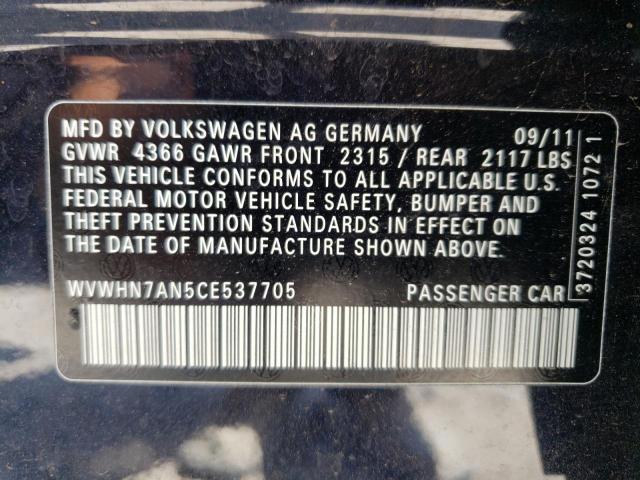 MFD BY VOLKSWAGEN AG GERMANY 09/11
GVWR 4366 GAWR FRONT 2315 / REAR 2117 LBS
THIS VEHICLE CONFORMS TO ALL APPLICABLE U.S.
FEDERAL MOTOR VEHICLE SAFETY, BUMPER AND
THEFT PREVENTION STANDARDS IN EFFECT ON
THE DATE OF MANUFACTURE SHOWN ABOVE.
WVWHN7AN5CE537705 PASSENGER CAR
3720324 1072 1